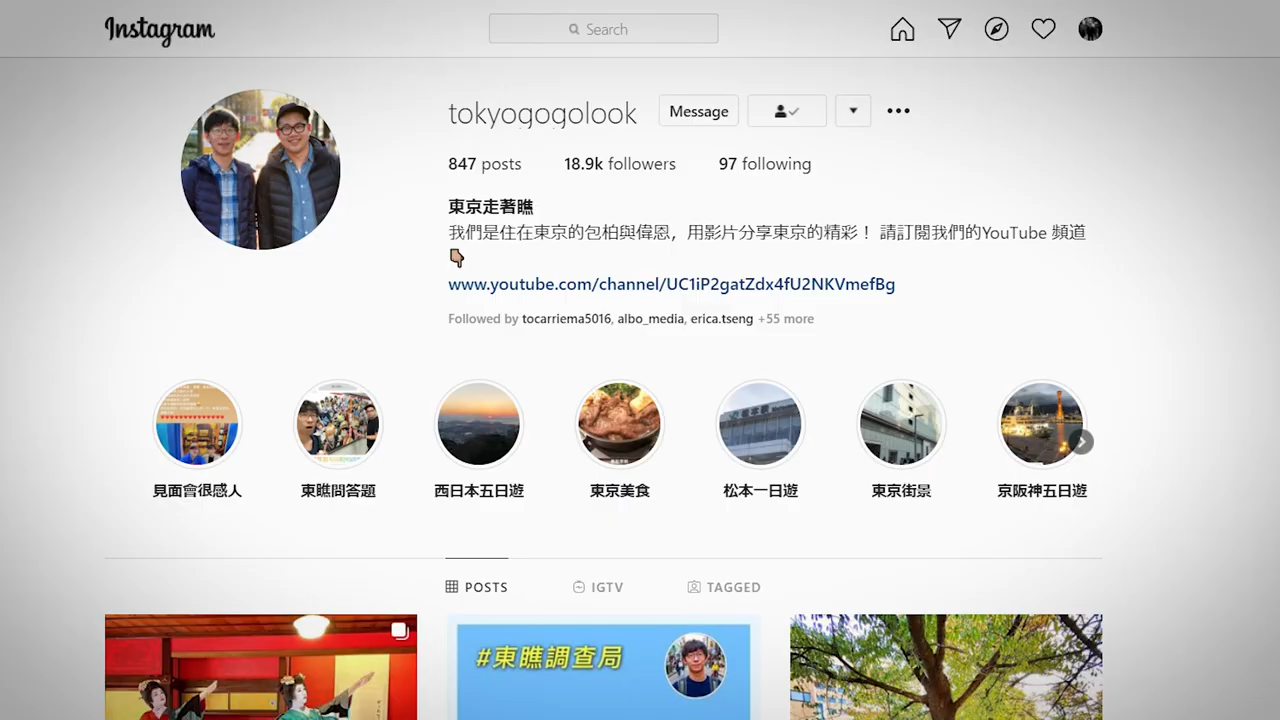 Instagram
Search
tokyogogolook
Message
847 posts
18.9k followers
97 following
東京走著瞧
我們是住在東京的包柏與偉恩，用影片分享東京的精彩！ 請訂閱我們的YouTube 頻道
👇🏽
www.youtube.com/channel/UC1iP2gatZdx4fU2NKVmefBg
Followed by tocarriema5016, albo_media, erica.tseng +55 more
見面會很感人
東瞧問答題
西日本五日遊
東京美食
松本一日遊
東京街景
京阪神五日遊
POSTS
IGTV
TAGGED
#東瞧調查局